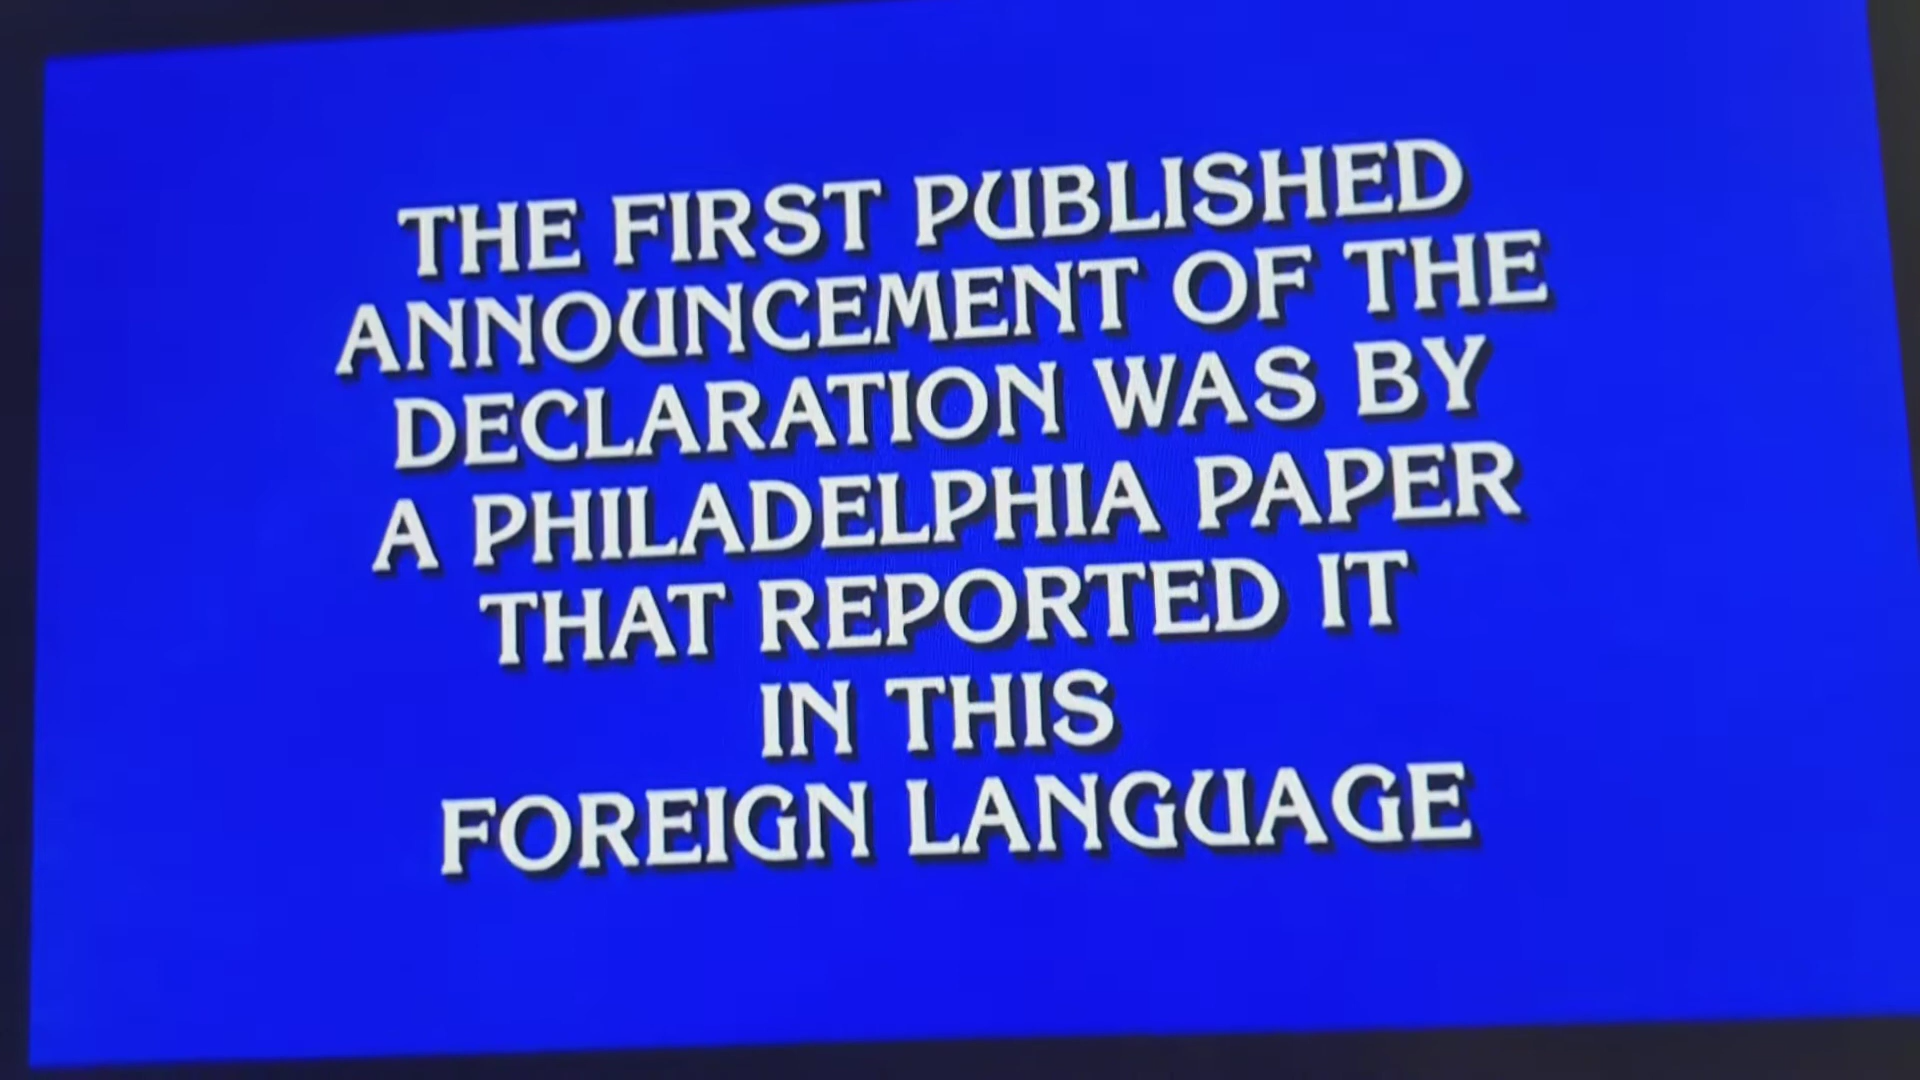 THE FIRST PUBLISHED
ANNOUNCEMENT OF THE
DECLARATION WAS BY
A PHILADELPHIA PAPER
THAT REPORTED IT
IN THIS
FOREIGN LANGUAGE